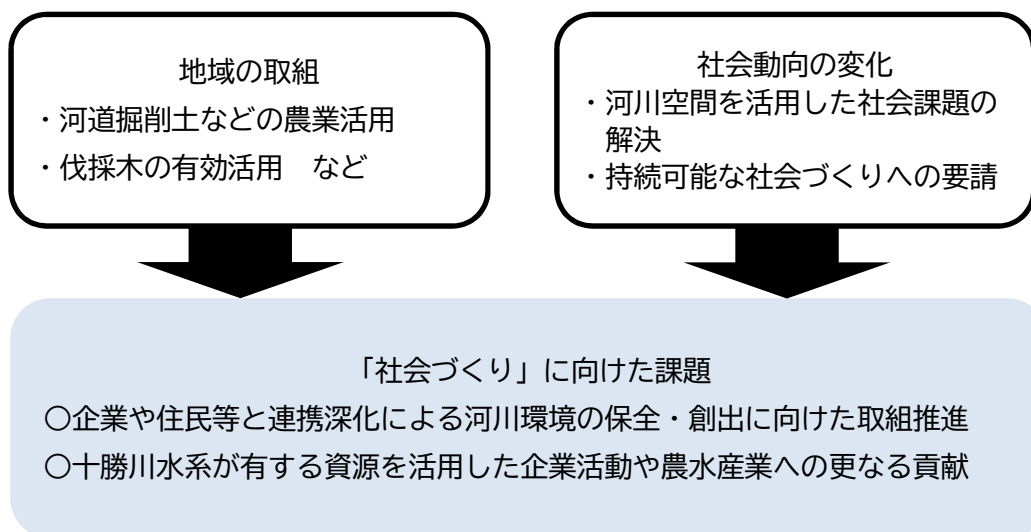 地域の取組
・河道掘削土などの農業活用
・伐採木の有効活用　など
社会動向の変化
・河川空間を活用した社会課題の
解決
・持続可能な社会づくりへの要請
「社会づくり」に向けた課題
〇企業や住民等と連携深化による河川環境の保全・創出に向けた取組推進
〇十勝川水系が有する資源を活用した企業活動や農水産業への更なる貢献